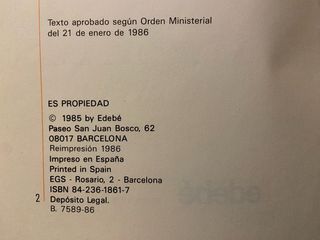 Texto aprobado según Orden Ministerial
del 21 de enero de 1986
ES PROPIEDAD
© 1985 by Edebé
Paseo San Juan Bosco, 62
08017 BARCELONA
Reimpresión 1986
Impreso en España
Printed in Spain
EGS - Rosario, 2 - Barcelona
ISBN 84-236-1861-7
2 Depósito Legal.
B. 7589-86